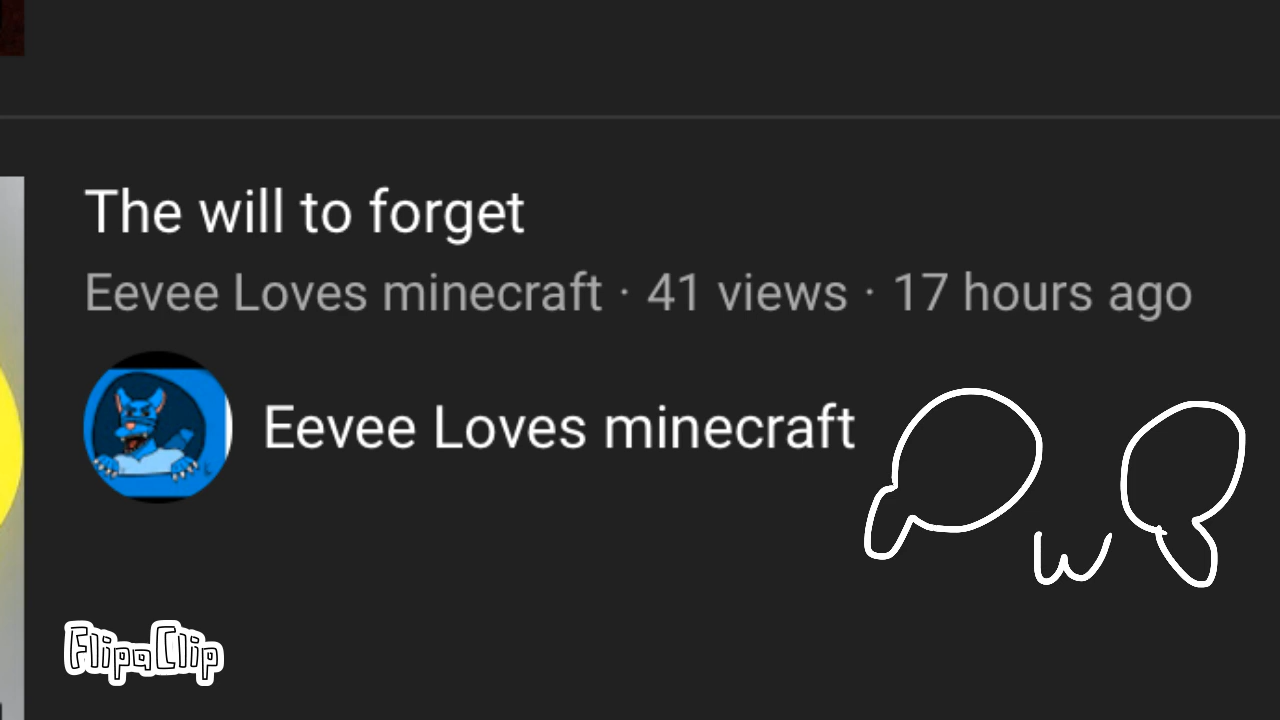 The will to forget
Eevee Loves minecraft · 41 views · 17 hours ago
Eevee Loves minecraft
w
FlipaClip